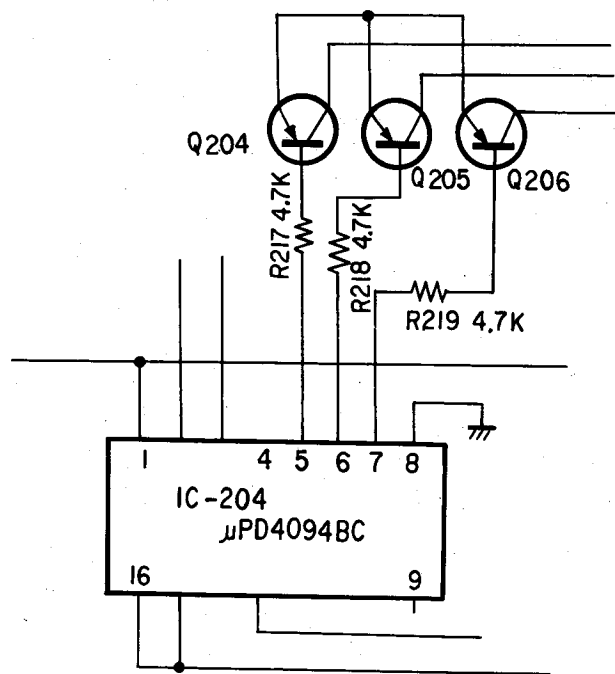 Q204
Q205
Q206
R217 4.7K
R218 4.7K
R219 4.7K
1 4 5 6 7 8
IC-204
μPD4094BC
16 9